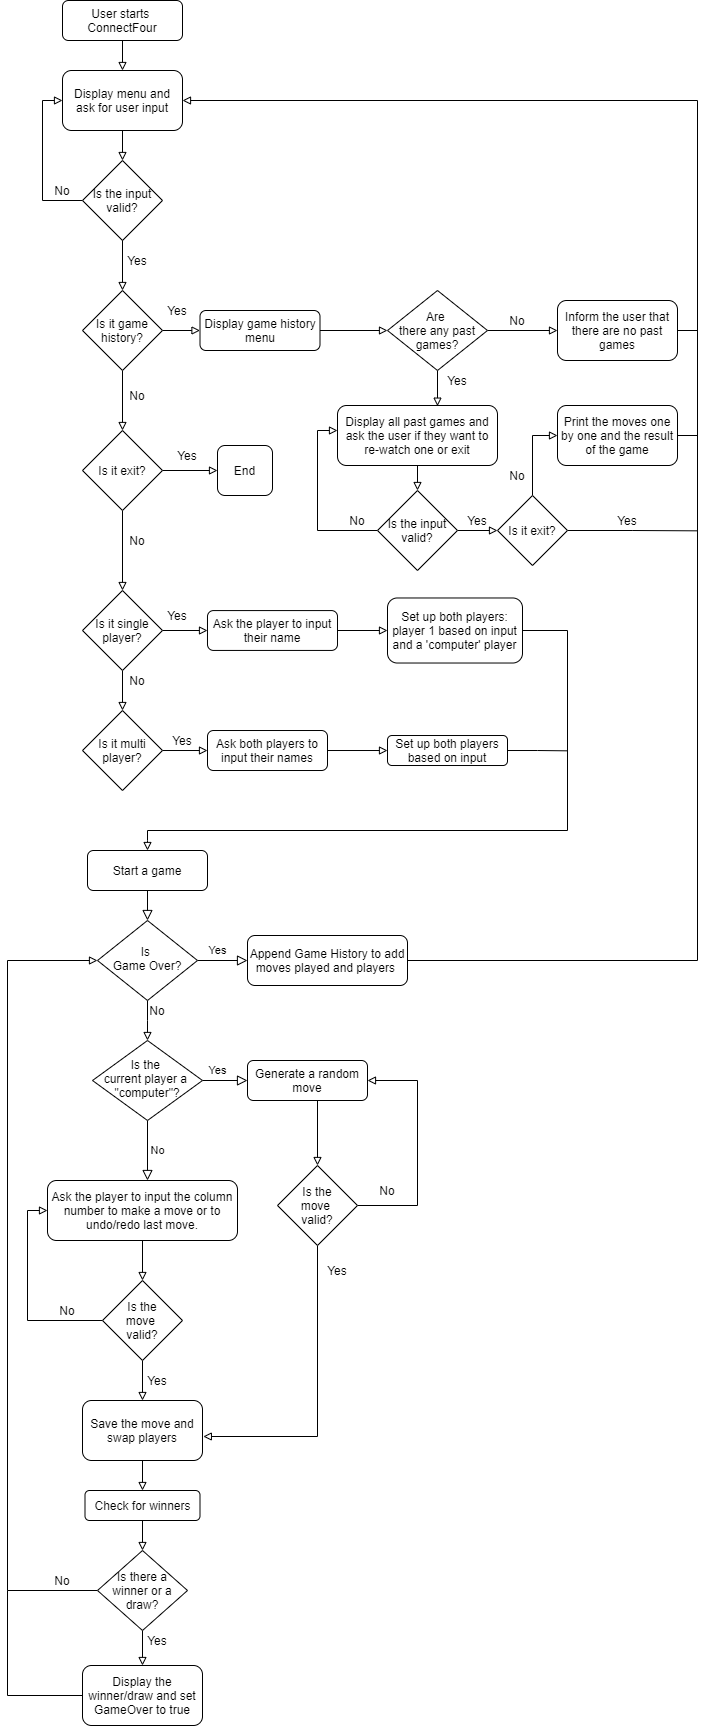 User starts
ConnectFour
Display menu and
ask for user input
No
Is the input
valid?
Yes
Is it game
history?
Yes
Display game history
menu
Are
there any past
games?
No
Inform the user that
there are no past
games
No
Yes
Display all past games and
ask the user if they want to
re-watch one or exit
Print the moves one
by one and the result
of the game
Is it exit?
Yes
End
No
No
Is the input
valid?
Yes
Is it exit?
Yes
No
Is it single
player?
Yes
Ask the player to input
their name
Set up both players:
player 1 based on input
and a 'computer' player
No
Is it multi
player?
Yes
Ask both players to
input their names
Set up both players
based on input
Start a game
Is
Game Over?
Yes
Append Game History to add
moves played and players
No
Is the
current player a
"computer"?
Yes
Generate a random
move
No
Ask the player to input the column
number to make a move or to
undo/redo last move.
Is the
move
valid?
No
Yes
No
Is the
move
valid?
Yes
Save the move and
swap players
Check for winners
No
Is there a
winner or a
draw?
Yes
Display the
winner/draw and set
GameOver to true